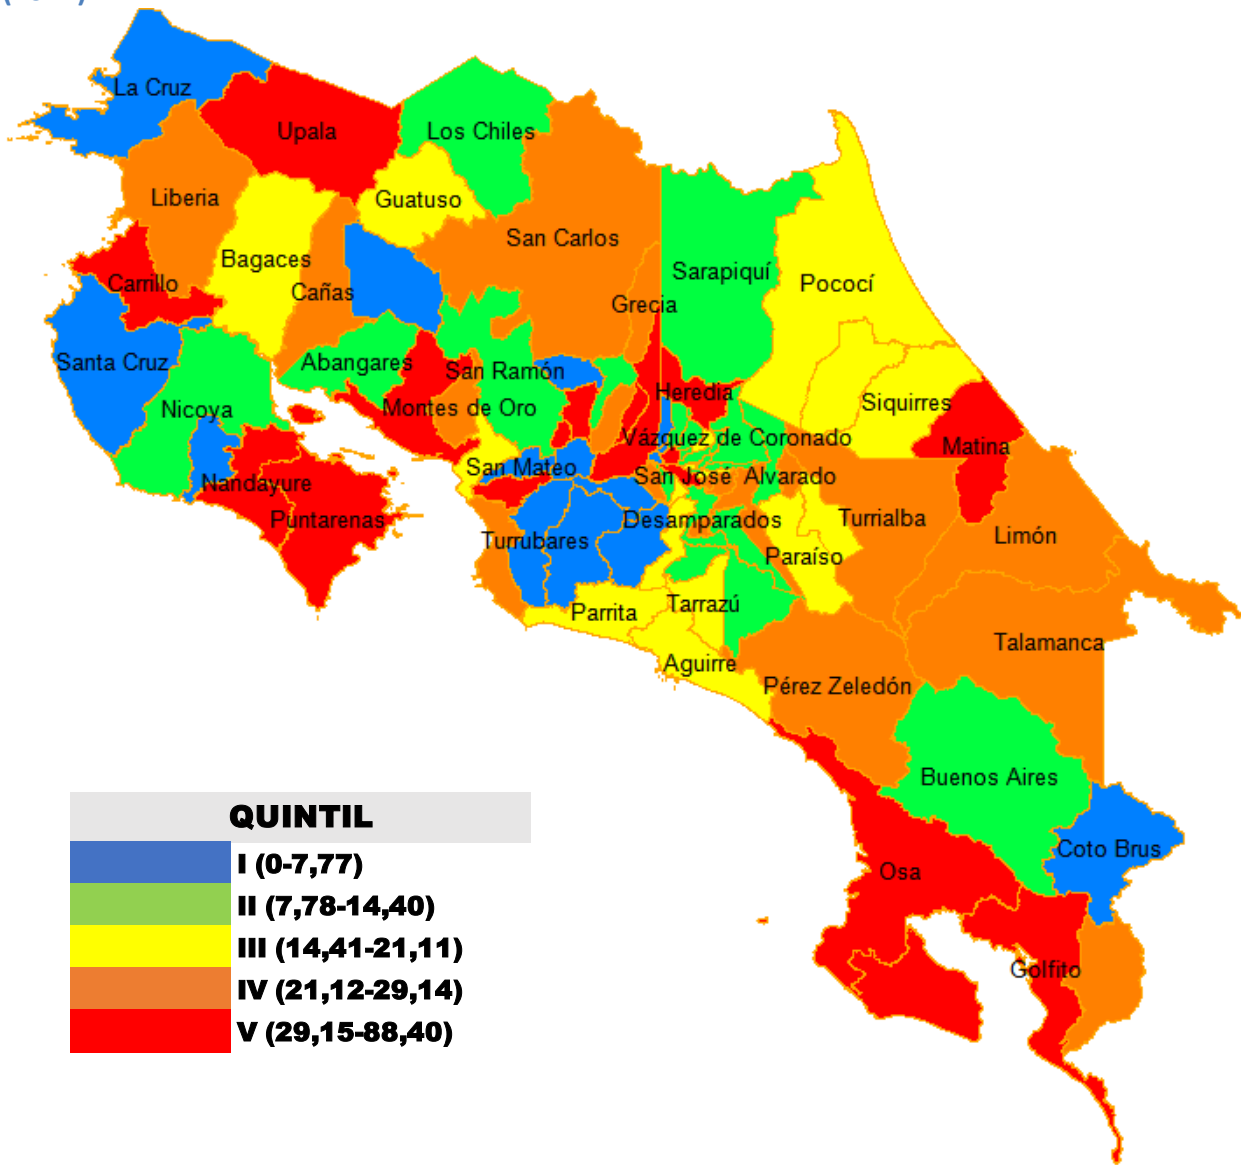 La Cruz
Upala
Los Chiles
Liberia
Guatuso
San Carlos
Bagaces
Sarapiquí
Carrillo
Cañas
Pococí
Grecia
Santa Cruz
Abangares
San Ramón
Heredia
Siquirres
Nicoya
Montes de Oro
Vázquez de Coronado
Matina
San Mateo
San José
Alvarado
Nandayure
Puntarenas
Desamparados
Turrialba
Turrubares
Limón
Paraíso
Parrita
Tarrazú
Talamanca
Aguirre
Pérez Zeledón
Buenos Aires
Coto Brus
Osa
Golfito
QUINTIL
I (0-7,77)
II (7,78-14,40)
III (14,41-21,11)
IV (21,12-29,14)
V (29,15-88,40)